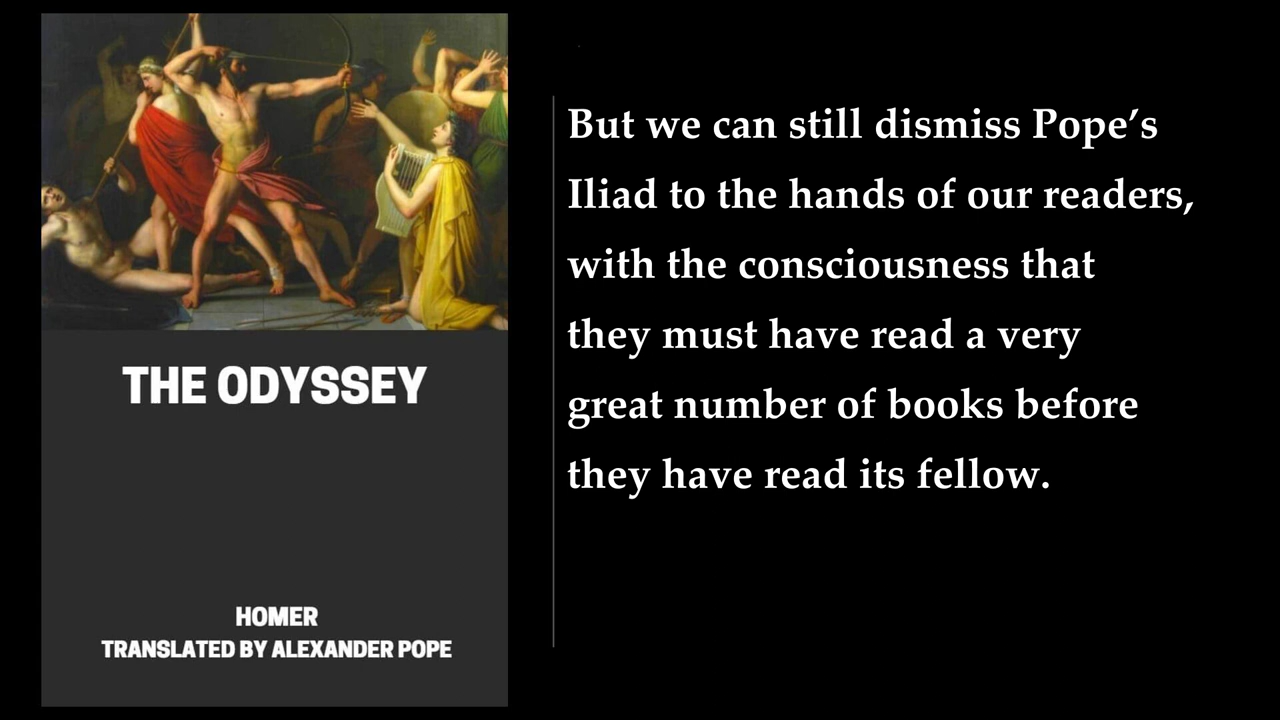 THE ODYSSEY
HOMER
TRANSLATED BY ALEXANDER POPE
But we can still dismiss Pope’s
Iliad to the hands of our readers,
with the consciousness that
they must have read a very
great number of books before
they have read its fellow.